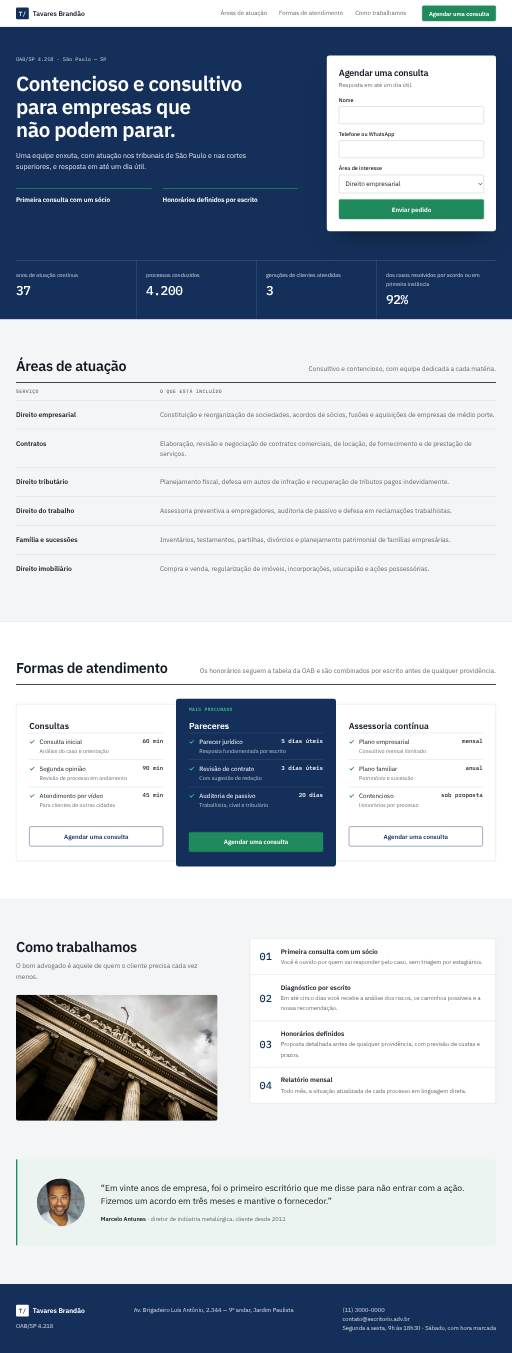 T/ Tavares Brandão
Áreas de atuação
Formas de atendimento
Como trabalhamos
Agendar uma consulta
OAB/SP 4.218 · São Paulo — SP
Contencioso e consultivo
para empresas que
não podem parar.
Uma equipe enxuta, com atuação nos tribunais de São Paulo e nas cortes
superiores, e resposta em até um dia útil.
Primeira consulta com um sócio
Honorários definidos por escrito
Agendar uma consulta
Resposta em até um dia útil
Nome
Telefone ou WhatsApp
Área de interesse
Direito empresarial
Enviar pedido
anos de atuação contínua
37
processos conduzidos
4.200
gerações de clientes atendidas
3
dos casos resolvidos por acordo ou em
primeira instância
92%
Áreas de atuação
Consultivo e contencioso, com equipe dedicada a cada matéria.
SERVIÇO
O QUE ESTÁ INCLUÍDO
Direito empresarial
Constituição e reorganização de sociedades, acordos de sócios, fusões e aquisições de empresas de médio porte.
Contratos
Elaboração, revisão e negociação de contratos comerciais, de locação, de fornecimento e de prestação de
serviços.
Direito tributário
Planejamento fiscal, defesa em autos de infração e recuperação de tributos pagos indevidamente.
Direito do trabalho
Assessoria preventiva a empregadores, auditoria de passivo e defesa em reclamações trabalhistas.
Família e sucessões
Inventários, testamentos, partilhas, divórcios e planejamento patrimonial de famílias empresárias.
Direito imobiliário
Compra e venda, regularização de imóveis, incorporações, usucapião e ações possessórias.
Formas de atendimento
Os honorários seguem a tabela da OAB e são combinados por escrito antes de qualquer providência.
Consultas
Consulta inicial 60 min
Análise do caso e orientação
Segunda opinião 90 min
Revisão de processo em andamento
Atendimento por vídeo 45 min
Para clientes de outras cidades
Agendar uma consulta
MAIS PROCURADO
Pareceres
Parecer jurídico 5 dias úteis
Resposta fundamentada por escrito
Revisão de contrato 3 dias úteis
Com sugestão de redação
Auditoria de passivo 20 dias
Trabalhista, cível e tributário
Agendar uma consulta
Assessoria contínua
Plano empresarial mensal
Consultivo mensal ilimitado
Plano familiar anual
Patrimônio e sucessão
Contencioso sob proposta
Honorários por processo
Agendar uma consulta
Como trabalhamos
O bom advogado é aquele de quem o cliente precisa cada vez
menos.
01
Primeira consulta com um sócio
Você é ouvido por quem vai responder pelo caso, sem triagem por estagiários.
02
Diagnóstico por escrito
Em até cinco dias você recebe a análise dos riscos, os caminhos possíveis e a
nossa recomendação.
03
Honorários definidos
Proposta detalhada antes de qualquer providência, com previsão de custas e
prazos.
04
Relatório mensal
Todo mês, a situação atualizada de cada processo em linguagem direta.
“Em vinte anos de empresa, foi o primeiro escritório que me disse para não entrar com a ação.
Fizemos um acordo em três meses e mantive o fornecedor.”
Marcelo Antunes · diretor de indústria metalúrgica, cliente desde 2011
T/ Tavares Brandão
OAB/SP 4.218
Av. Brigadeiro Luís Antônio, 2.344 — 9º andar, Jardim Paulista
(11) 3000-0000
contato@escritorio.adv.br
Segunda a sexta, 9h às 18h30 · Sábado, com hora marcada